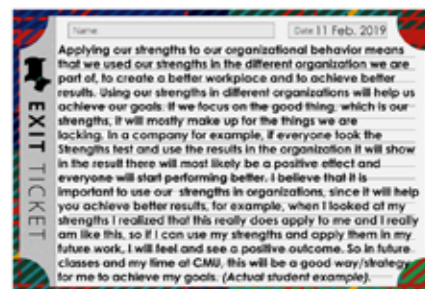 Name:
Date: 11 Feb. 2019
EXIT TICKET
Applying our strengths to our organizational behavior means
that we used our strengths in the different organization we are
part of, to create a better workplace and to achieve better
results. Using our strengths in different organizations will help us
achieve our goals. If we focus on the good thing, which is our
strengths; it will mostly make up for the things we are
lacking. In a company for example, if everyone took the
Strengths test and use the results in the organization it will show
in the result there will most likely be a positive effect and
everyone will start performing better. I believe that it is
important to use our strengths in organizations, since it will help
you achieve better results, for example, when I looked at my
strengths I realized that this really does apply to me and I really
am like this, so if I can use my strengths and apply them in my
future work, I will feel and see a positive outcome. So in future
classes and my time at CMU, this will be a good way/strategy
for me to achieve my goals. (Actual student example).